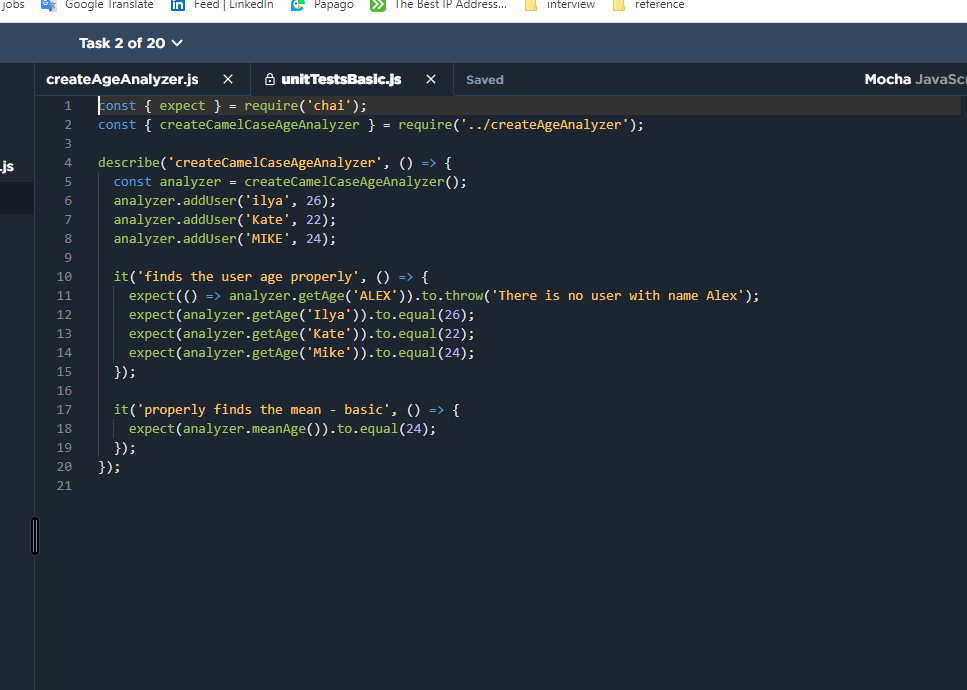 jobs Google Translate Feed | LinkedIn Papago The Best IP Address... interview reference
Task 2 of 20
createAgeAnalyzer.js unitTestsBasic.js Saved Mocha JavaSc
.js
1 const { expect } = require('chai');
2 const { createCamelCaseAgeAnalyzer } = require('../createAgeAnalyzer');
3
4 describe('createCamelCaseAgeAnalyzer', () => {
5 const analyzer = createCamelCaseAgeAnalyzer();
6 analyzer.addUser('ilya', 26);
7 analyzer.addUser('Kate', 22);
8 analyzer.addUser('MIKE', 24);
9
10 it('finds the user age properly', () => {
11 expect(() => analyzer.getAge('ALEX')).to.throw('There is no user with name Alex');
12 expect(analyzer.getAge('Ilya')).to.equal(26);
13 expect(analyzer.getAge('Kate')).to.equal(22);
14 expect(analyzer.getAge('Mike')).to.equal(24);
15 });
16
17 it('properly finds the mean - basic', () => {
18 expect(analyzer.meanAge()).to.equal(24);
19 });
20 });
21